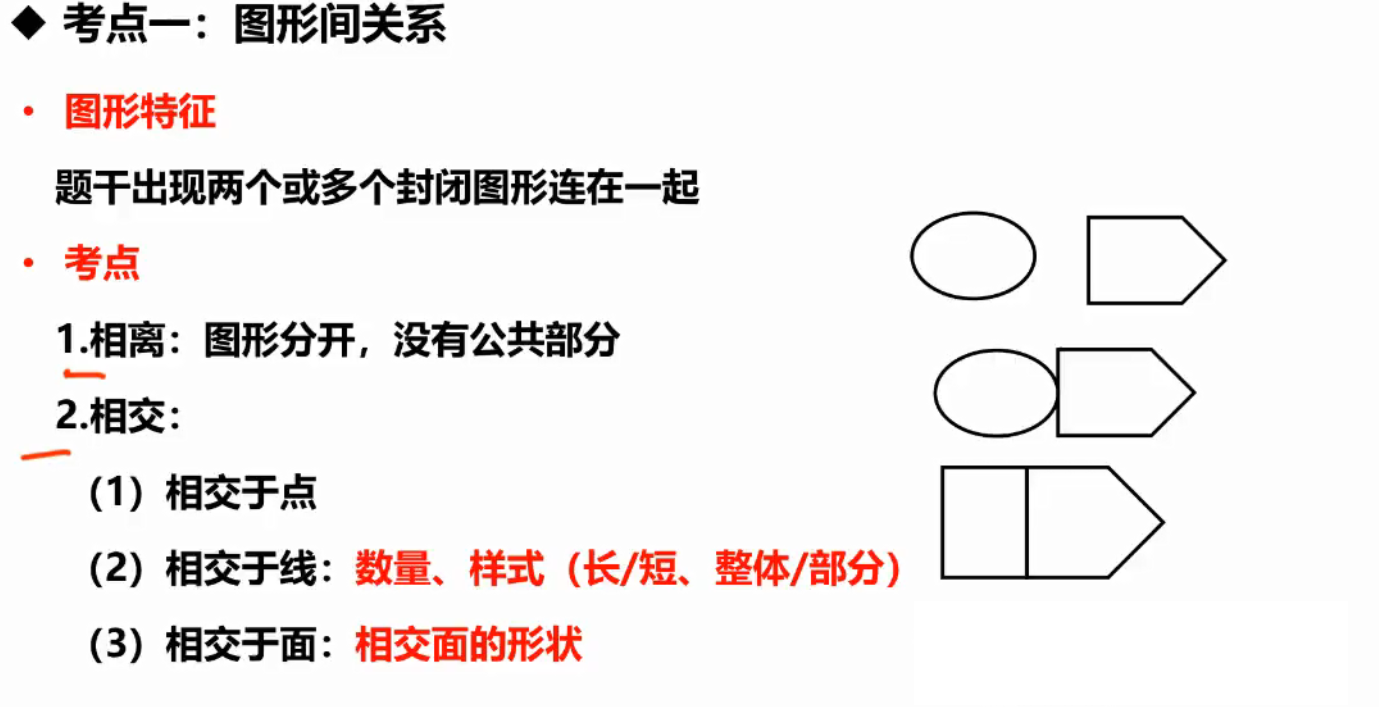 ◆ 考点一：图形间关系
• 图形特征
题干出现两个或多个封闭图形连在一起
• 考点
1.相离：图形分开，没有公共部分
2.相交：
（1）相交于点
（2）相交于线：数量、样式（长/短、整体/部分）
（3）相交于面：相交面的形状